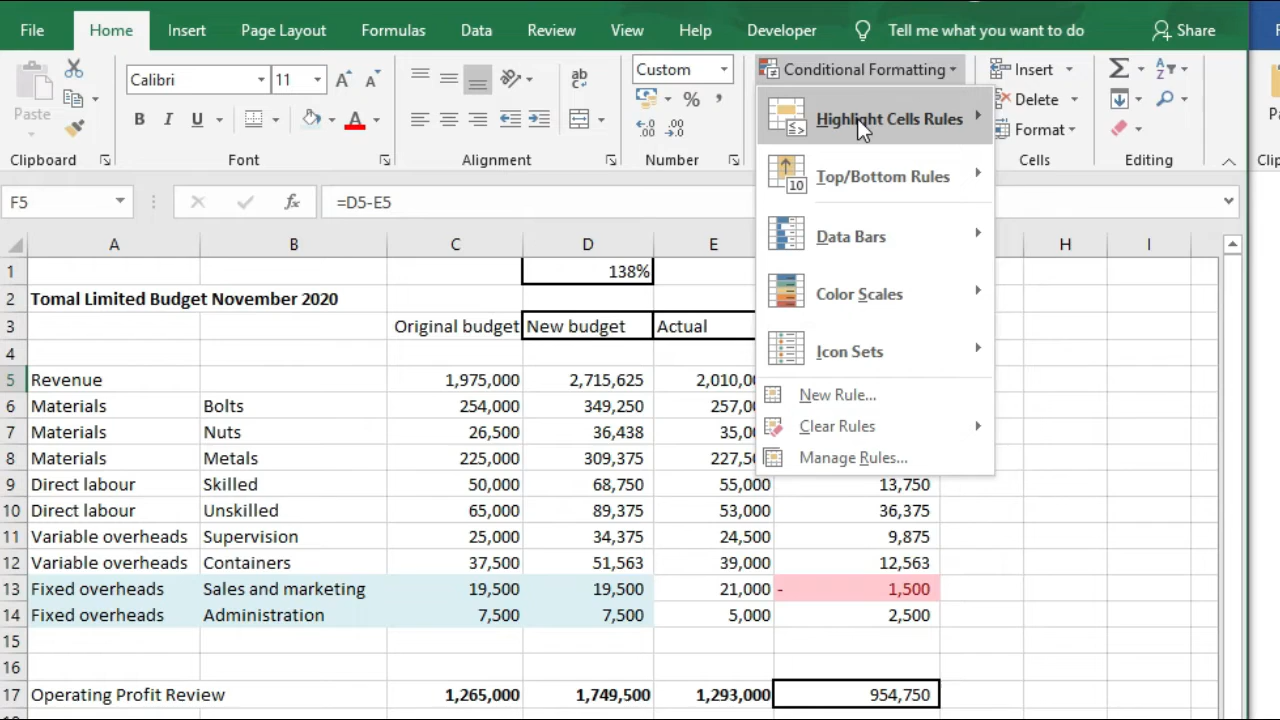 File Home Insert Page Layout Formulas Data Review View Help Developer Tell me what you want to do Share F
Paste Calibri 11 Custom Conditional Formatting Insert
B I U % , Delete
Format
Clipboard Font Alignment Number Cells Editing
Highlight Cells Rules
Top/Bottom Rules
Data Bars
Color Scales
Icon Sets
New Rule...
Clear Rules
Manage Rules...
F5 fx =D5-E5
A B C D E H I
1 138%
2 Tomal Limited Budget November 2020
3 Original budget New budget Actual
4
5 Revenue 1,975,000 2,715,625 2,010,0
6 Materials Bolts 254,000 349,250 257,0
7 Materials Nuts 26,500 36,438 35,0
8 Materials Metals 225,000 309,375 227,5
9 Direct labour Skilled 50,000 68,750 55,000 13,750
10 Direct labour Unskilled 65,000 89,375 53,000 36,375
11 Variable overheads Supervision 25,000 34,375 24,500 9,875
12 Variable overheads Containers 37,500 51,563 39,000 12,563
13 Fixed overheads Sales and marketing 19,500 19,500 21,000 - 1,500
14 Fixed overheads Administration 7,500 7,500 5,000 2,500
15
16
17 Operating Profit Review 1,265,000 1,749,500 1,293,000 954,750